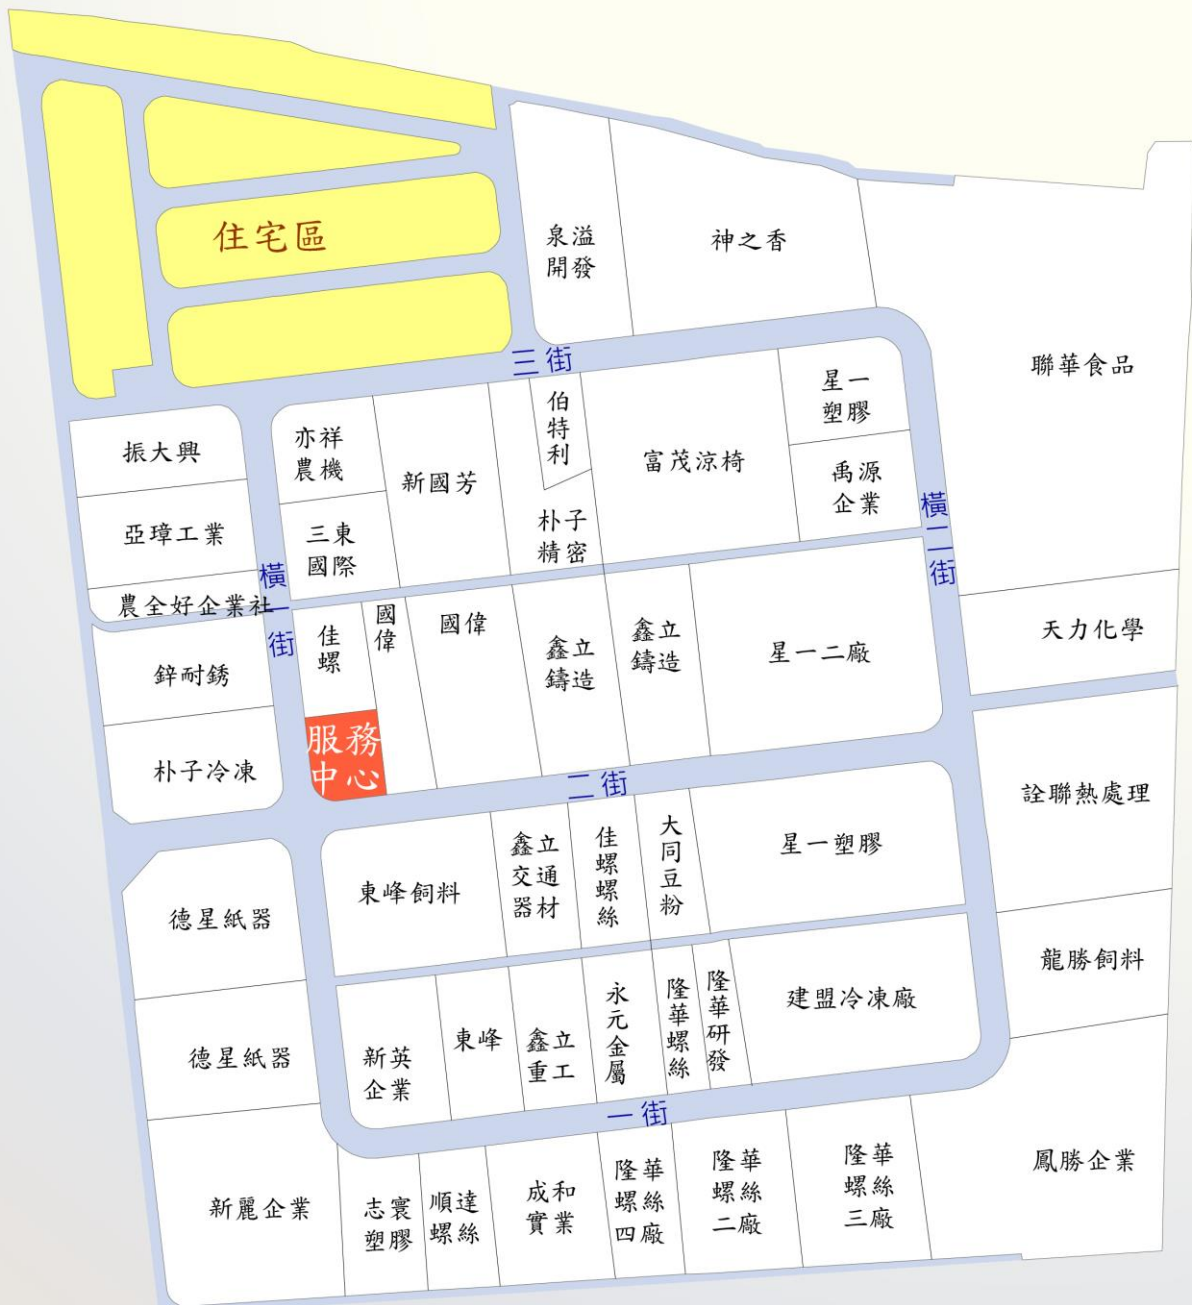 住宅區
泉溢
開發
神之香
聯華食品
三街
振大興
亞璋工業
農全好企業社
亦祥
農機
三東
國際
新國芳
伯特利
朴子
精密
富茂涼椅
星一
塑膠
禹源
企業
橫二街
橫一街
鋅耐銹
朴子冷凍
佳螺
服務
中心
國偉
國偉
鑫立
鑄造
鑫立
鑄造
星一二廠
天力化學
二街
德星紙器
東峰飼料
鑫立
交通
器材
佳螺螺絲
大同豆粉
星一塑膠
詮聯熱處理
龍勝飼料
德星紙器
新英
企業
東峰
鑫立
重工
永元金屬
隆華螺絲
隆華研發
建盟冷凍廠
一街
新麗企業
志寰
塑膠
順達
螺絲
成和
實業
隆華
螺絲
四廠
隆華
螺絲
二廠
隆華
螺絲
三廠
鳳勝企業